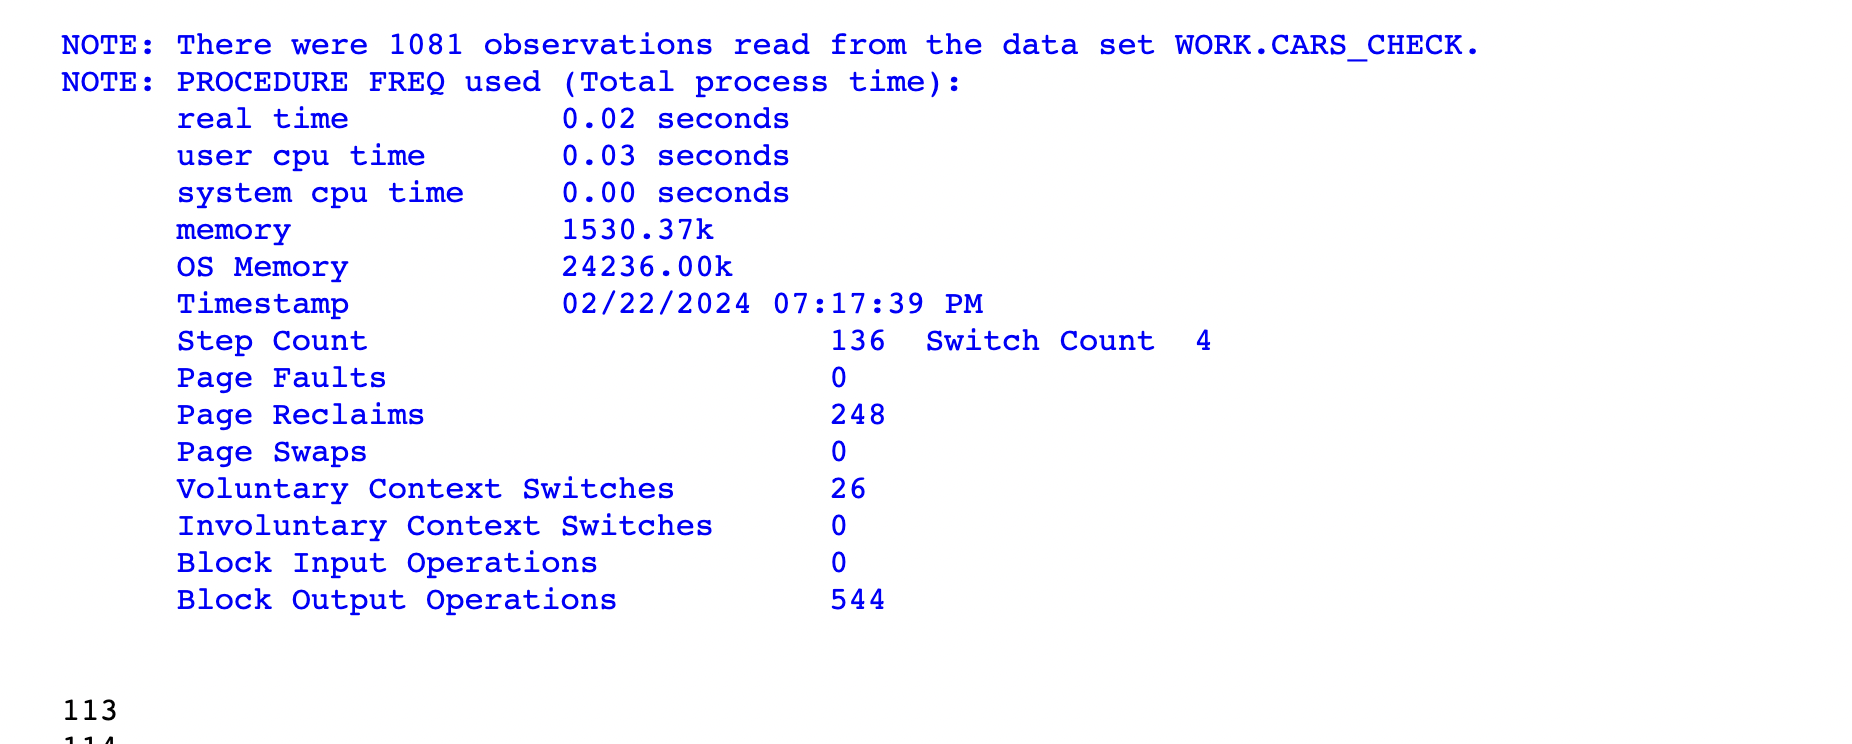 NOTE: There were 1081 observations read from the data set WORK.CARS_CHECK.
NOTE: PROCEDURE FREQ used (Total process time):
real time 0.02 seconds
user cpu time 0.03 seconds
system cpu time 0.00 seconds
memory 1530.37k
OS Memory 24236.00k
Timestamp 02/22/2024 07:17:39 PM
Step Count 136 Switch Count 4
Page Faults 0
Page Reclaims 248
Page Swaps 0
Voluntary Context Switches 26
Involuntary Context Switches 0
Block Input Operations 0
Block Output Operations 544
113
114